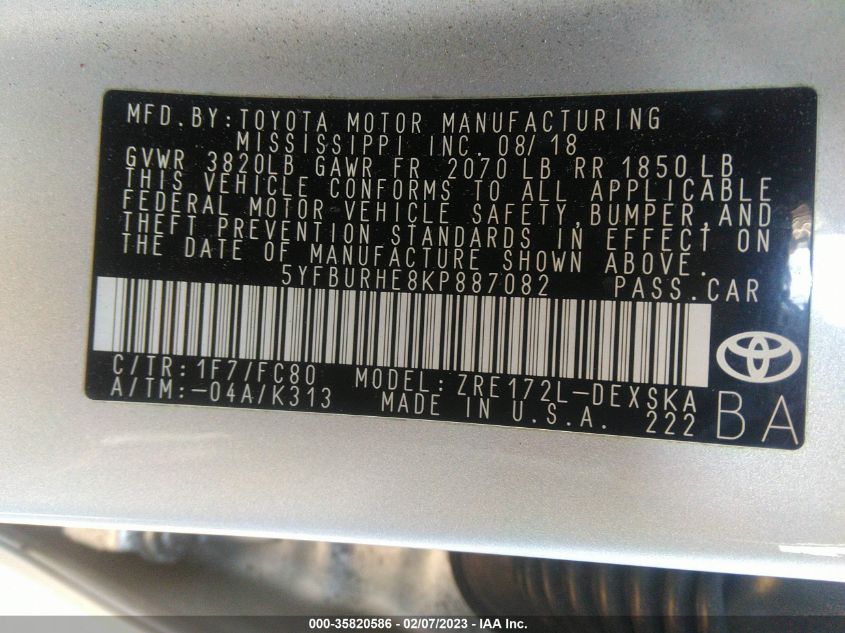 MFD.BY:TOYOTA MOTOR MANUFACTURING
MISSISSIPPI INC. 08/18
GVWR 3820LB GAWR FR 2070 LB RR 1850 LB
THIS VEHICLE CONFORMS TO ALL APPLICABLE
FEDERAL MOTOR VEHICLE SAFETY,BUMPER,AND
THEFT PREVENTION STANDARDS IN EFFECT ON
THE DATE OF MANUFACTURE SHOWN ABOVE.
5YFBURHE8KP887082 PASS.CAR
C/TR:1F7/FC80 MODEL:ZRE172L-DEXSKA
A/TM:-04A/K313 MADE IN U.S.A. 222
BA
000-35820586 - 02/07/2023 - IAA Inc.